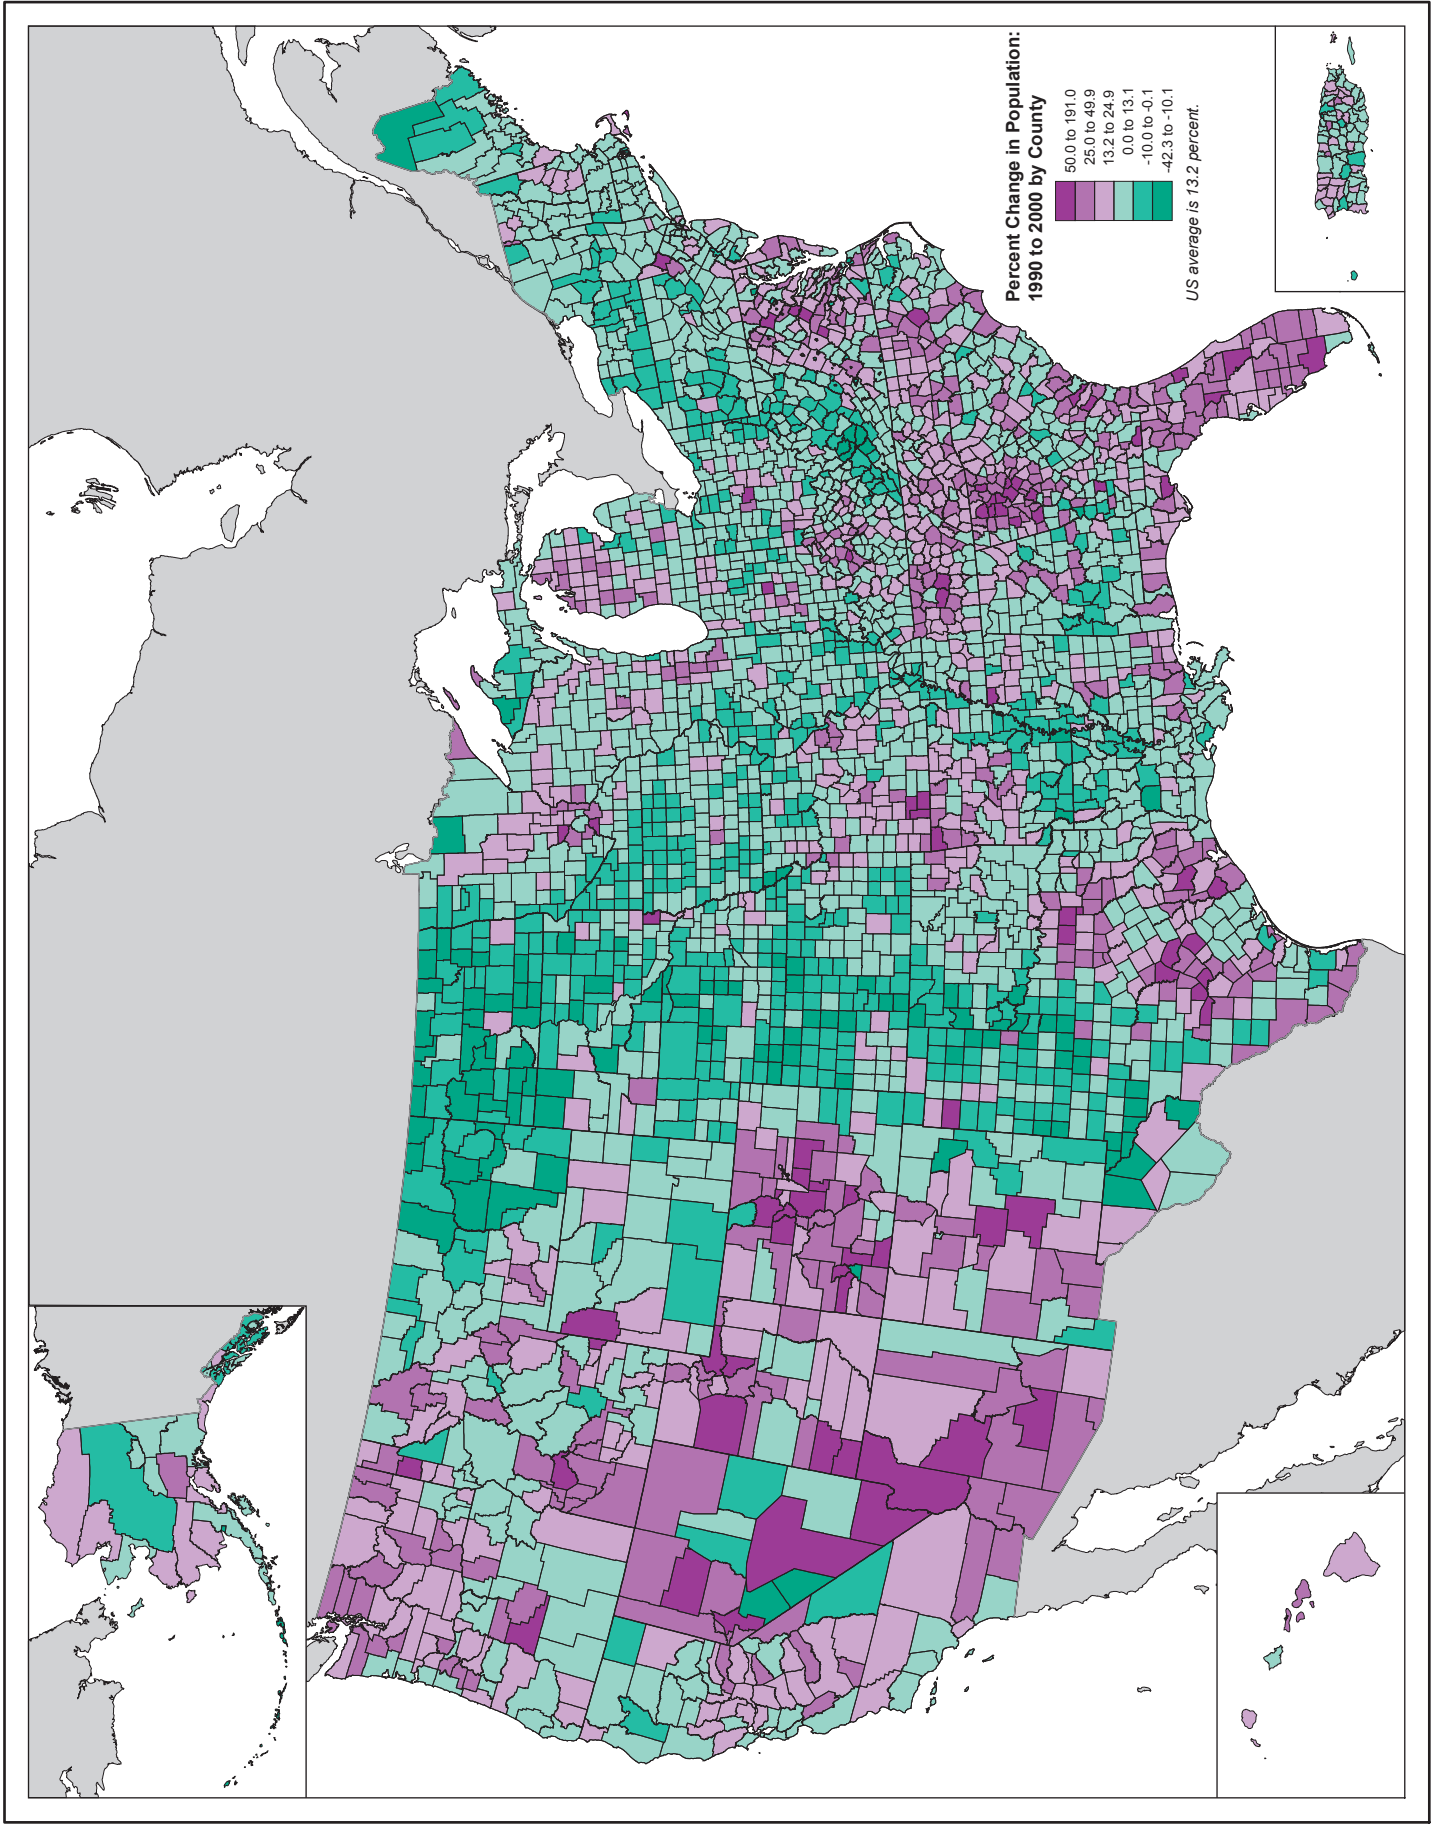 Percent Change in Population:
1990 to 2000 by County
50.0 to 191.0
25.0 to 49.9
13.2 to 24.9
0.0 to 13.1
-10.0 to -0.1
-42.3 to -10.1
US average is 13.2 percent.